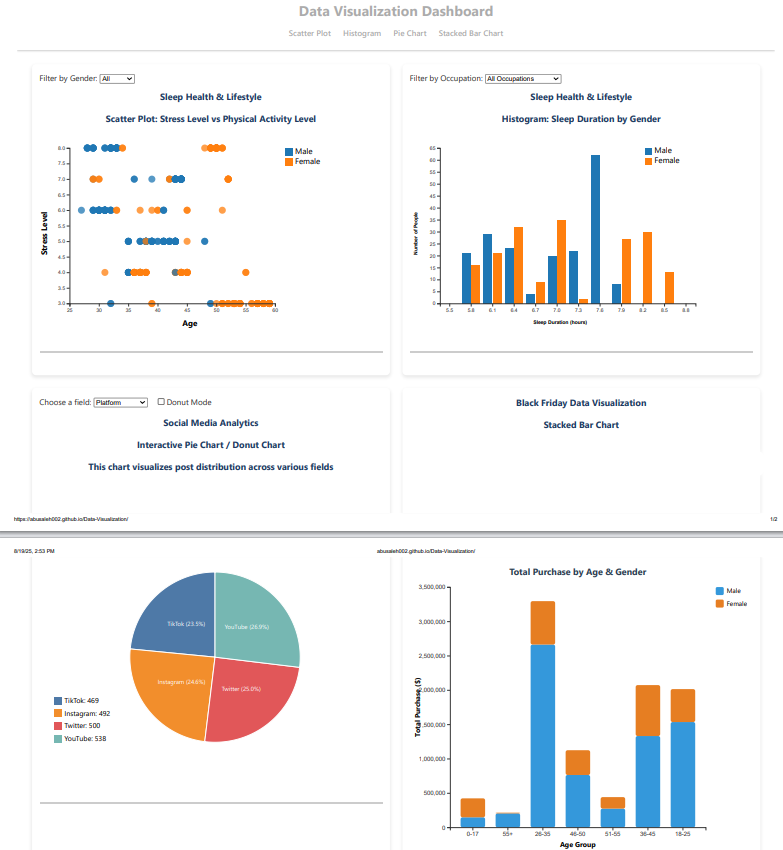 Data Visualization Dashboard
Scatter Plot Histogram Pie Chart Stacked Bar Chart
Filter by Gender: All
Sleep Health & Lifestyle
Scatter Plot: Stress Level vs Physical Activity Level
Male
Female
Stress Level
8.0
7.5
7.0
6.5
6.0
5.5
5.0
4.5
4.0
3.5
3.0
25 30 35 40 45 50 55 60
Age
Filter by Occupation: All Occupations
Sleep Health & Lifestyle
Histogram: Sleep Duration by Gender
Male
Female
Number of People
65
60
55
50
45
40
35
30
25
20
15
10
5
0
5.5 5.8 6.1 6.4 6.7 7.0 7.3 7.6 7.9 8.2 8.5 8.8
Sleep Duration (hours)
Choose a field: Platform Donut Mode
Social Media Analytics
Interactive Pie Chart / Donut Chart
This chart visualizes post distribution across various fields
Black Friday Data Visualization
Stacked Bar Chart
https://abusaleh002.github.io/Data-Visualization/ 1/2
8/19/25, 2:53 PM abusaleh002.github.io/Data-Visualization/
TikTok (23.5%)
YouTube (26.9%)
Instagram (24.6%)
Twitter (25.0%)
TikTok: 469
Instagram: 492
Twitter: 500
YouTube: 538
Total Purchase by Age & Gender
Male
Female
Total Purchase ($)
3,500,000
3,000,000
2,500,000
2,000,000
1,500,000
1,000,000
500,000
0
0-17 55+ 26-35 46-50 51-55 36-45 18-25
Age Group